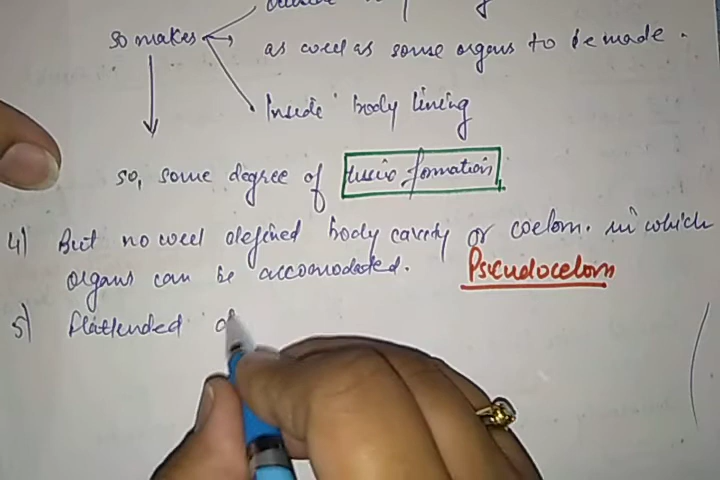 so makes
as well as some organs to be made.
Inside body lining
so, some degree of tissue formation
4) But no well defined body cavity or coelom. in which
organs can be accomodated. Pseudocelom
5) flattended